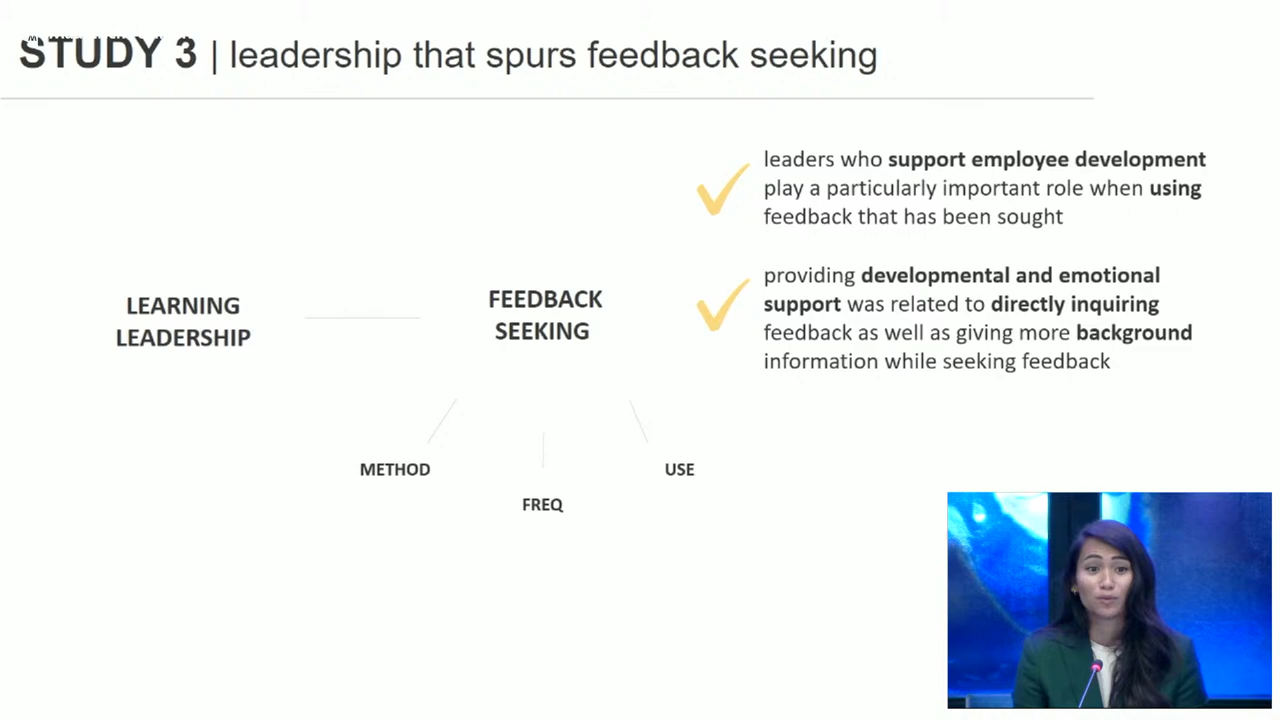 STUDY 3 | leadership that spurs feedback seeking
leaders who support employee development
play a particularly important role when using
feedback that has been sought
providing developmental and emotional
support was related to directly inquiring
feedback as well as giving more background
information while seeking feedback
LEARNING
LEADERSHIP
FEEDBACK
SEEKING
METHOD
FREQ
USE